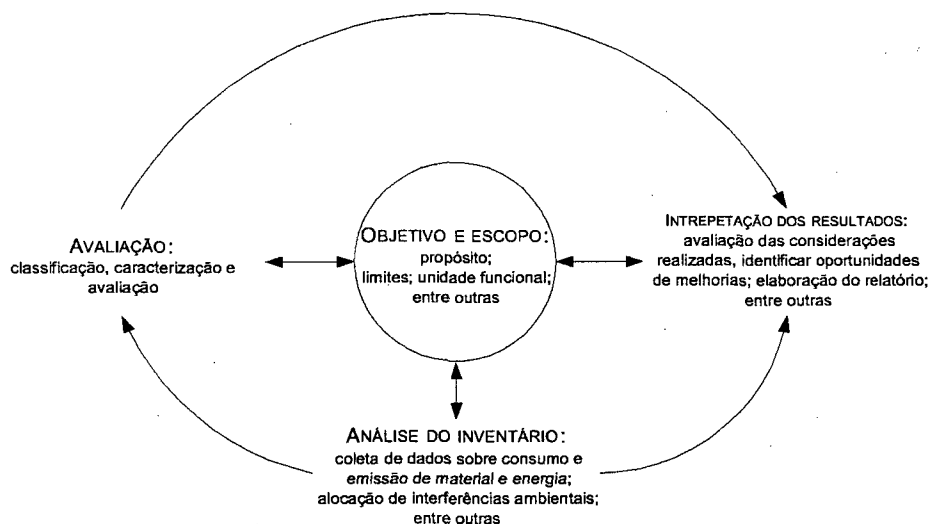 AVALIAÇÃO:
classificação, caracterização e
avaliação
OBJETIVO E ESCOPO:
propósito;
limites; unidade funcional;
entre outras
INTREPETAÇÃO DOS RESULTADOS:
avaliação das considerações
realizadas, identificar oportunidades
de melhorias; elaboração do relatório;
entre outras
ANÁLISE DO INVENTÁRIO:
coleta de dados sobre consumo e
emissão de material e energia;
alocação de interferências ambientais;
entre outras